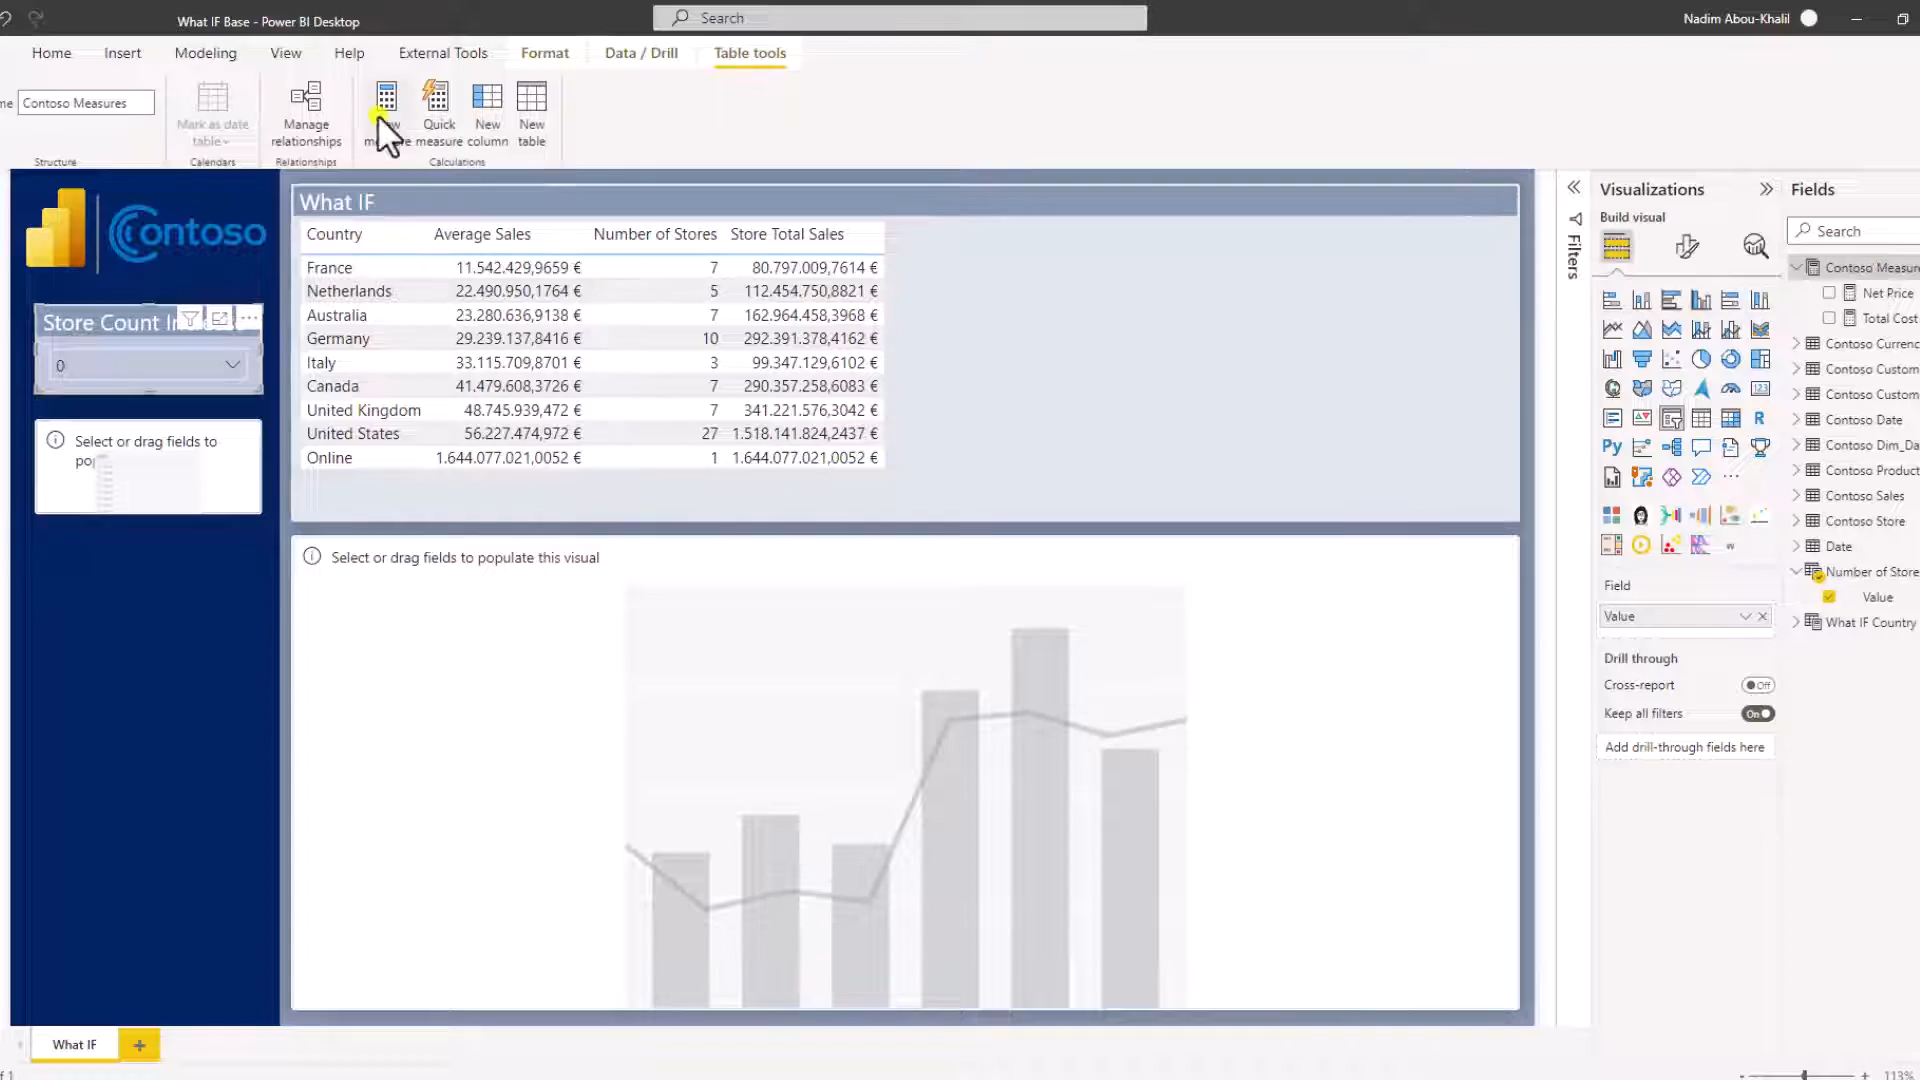 What IF Base - Power BI Desktop
Search
Nadim Abou-Khalil
Home Insert Modeling View Help External Tools Format Data / Drill Table tools
Contoso Measures
Mark as date
table
Manage
relationships
Quick
measure
New
column
New
table
Structure
Calendars
Relationships
Calculations
Contoso
Store Count
0
Select or drag fields to
What IF
Country Average Sales Number of Stores Store Total Sales
France 11.542.429,9659 € 7 80.797.009,7614 €
Netherlands 22.490.950,1764 € 5 112.454.750,8821 €
Australia 23.280.636,9138 € 7 162.964.458,3968 €
Germany 29.239.137,8416 € 10 292.391.378,4162 €
Italy 33.115.709,8701 € 3 99.347.129,6102 €
Canada 41.479.608,3726 € 7 290.357.258,6083 €
United Kingdom 48.745.939,472 € 7 341.221.576,3042 €
United States 56.227.474,972 € 27 1.518.141.824,2437 €
Online 1.644.077.021,0052 € 1 1.644.077.021,0052 €
Select or drag fields to populate this visual
Filters
Visualizations
Build visual
123
R
Py
Field
Value
Drill through
Cross-report
Off
Keep all filters
On
Add drill-through fields here
Fields
Search
Contoso Measur
Net Price
Total Cost
Contoso Currenc
Contoso Custom
Contoso Custom
Contoso Date
Contoso Dim_Da
Contoso Product
Contoso Sales
Contoso Store
Date
Number of Store
Value
What IF Country
What IF
+
113%